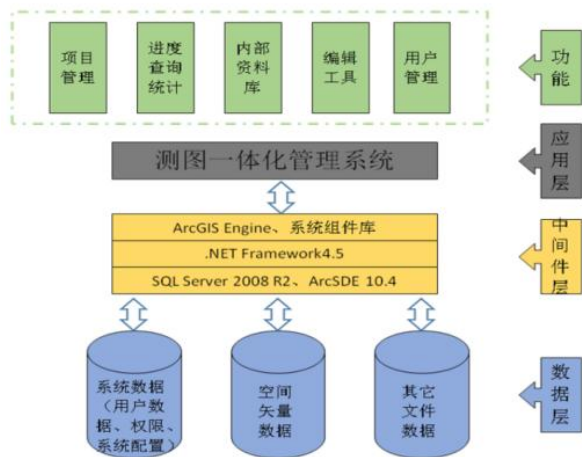 项目
管理
进度
查询
统计
内部
资料
库
编辑
工具
用户
管理
功
能
测图一体化管理系统
应
用
层
ArcGIS Engine、系统组件库
.NET Framework4.5
SQL Server 2008 R2、ArcSDE 10.4
中
间
件
层
系统数据
（用户数
据、权限、
系统配置）
空间
矢量
数据
其它
文件
数据
数
据
层